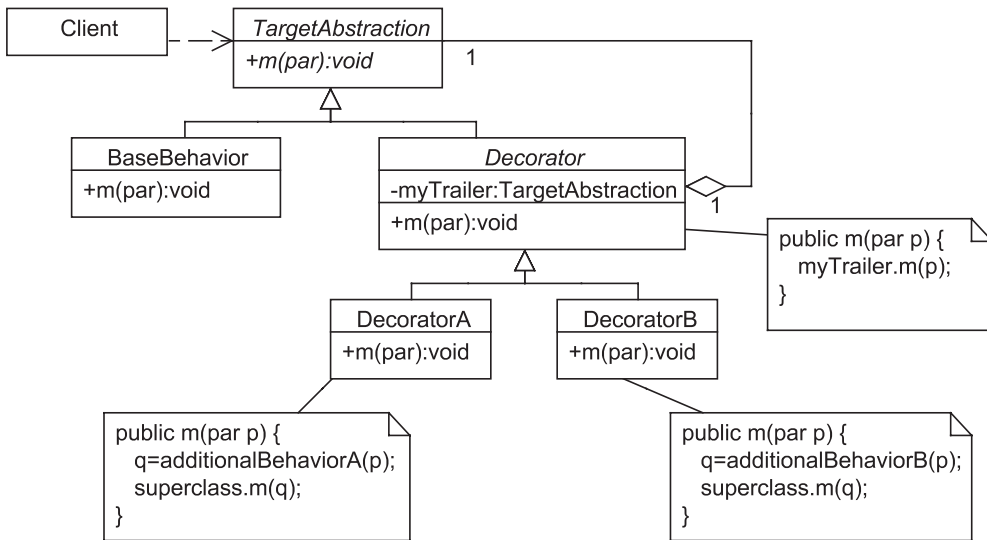 Client
TargetAbstraction
+m(par):void
1
BaseBehavior
+m(par):void
Decorator
-myTrailer:TargetAbstraction
+m(par):void
1
public m(par p) {
myTrailer.m(p);
}
DecoratorA
+m(par):void
DecoratorB
+m(par):void
public m(par p) {
q=additionalBehaviorA(p);
superclass.m(q);
}
public m(par p) {
q=additionalBehaviorB(p);
superclass.m(q);
}